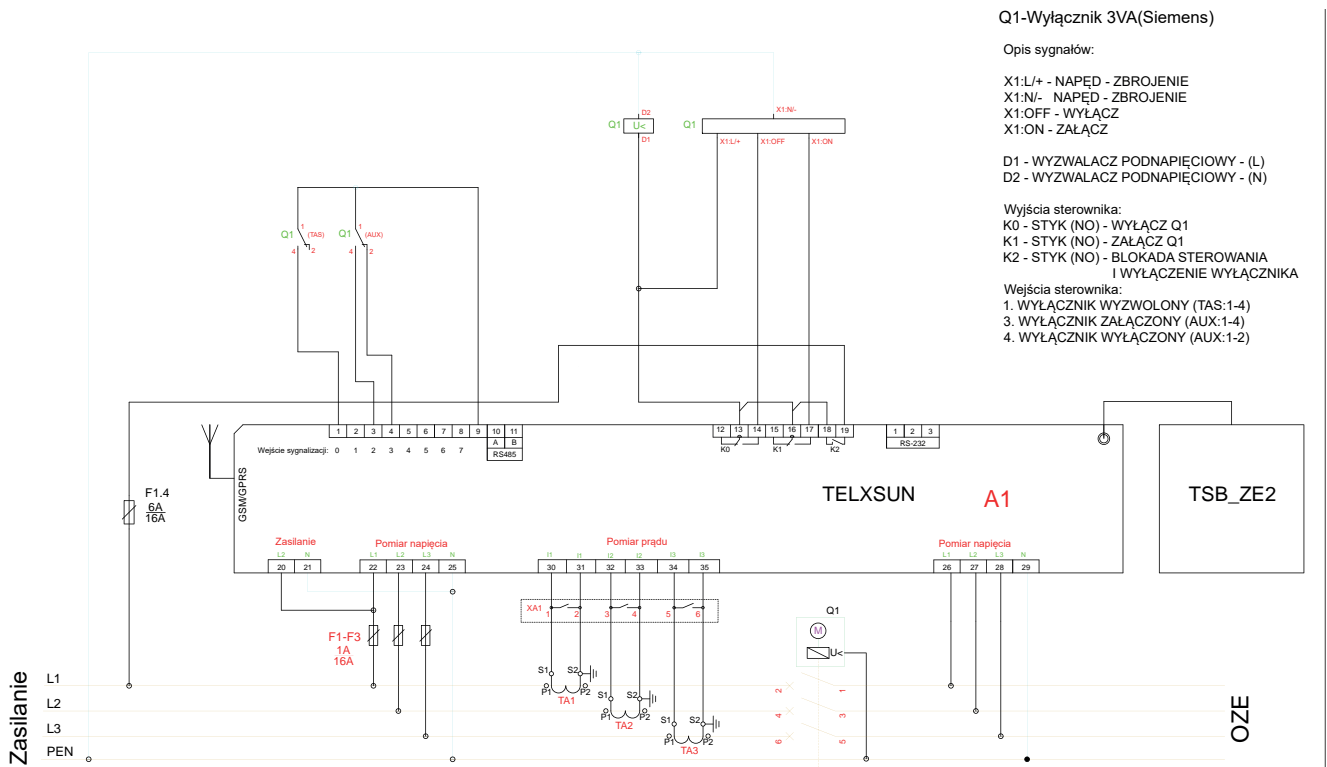 Q1-Wyłącznik 3VA(Siemens)
Opis sygnałów:
X1:L/+ - NAPĘD - ZBROJENIE
X1:N/- NAPĘD - ZBROJENIE
X1:OFF - WYŁĄCZ
X1:ON - ZAŁĄCZ
D1 - WYZWALACZ PODNAPIĘCIOWY - (L)
D2 - WYZWALACZ PODNAPIĘCIOWY - (N)
Wyjścia sterownika:
K0 - STYK (NO) - WYŁĄCZ Q1
K1 - STYK (NO) - ZAŁĄCZ Q1
K2 - STYK (NO) - BLOKADA STEROWANIA
I WYŁĄCZENIE WYŁĄCZNIKA
Wejścia sterownika:
1. WYŁĄCZNIK WYZWOLONY (TAS:1-4)
3. WYŁĄCZNIK ZAŁĄCZONY (AUX:1-4)
4. WYŁĄCZNIK WYŁĄCZONY (AUX:1-2)
D2 X1:N/-
Q1 U< Q1
D1 X1:L/+ X1:OFF X1:ON
1 1
Q1 (TAS) Q1 (AUX)
4 2 4 2
1 2 3 4 5 6 7 8 9 10 11 12 13 14 15 16 17 18 19 1 2 3
A B RS-232
Wejście sygnalizacji: 0 1 2 3 4 5 6 7 RS485 K0 K1 K2
GSM/GPRS
TELXSUN A1 TSB_ZE2
F1.4
6A
16A
Zasilanie Pomiar napięcia Pomiar prądu Pomiar napięcia
L2 N L1 L2 L3 N I1 I1 I2 I2 I3 I3 L1 L2 L3 N
20 21 22 23 24 25 30 31 32 33 34 35 26 27 28 29
XA1 1 2 3 4 5 6
Q1
M
U<
F1-F3
1A
16A
S1 S2
P1 P2
TA1
S1 S2
P1 P2
TA2
S1 S2
P1 P2
TA3
2 1
4 3
6 5
Zasilanie
L1
L2
L3
PEN
OZE